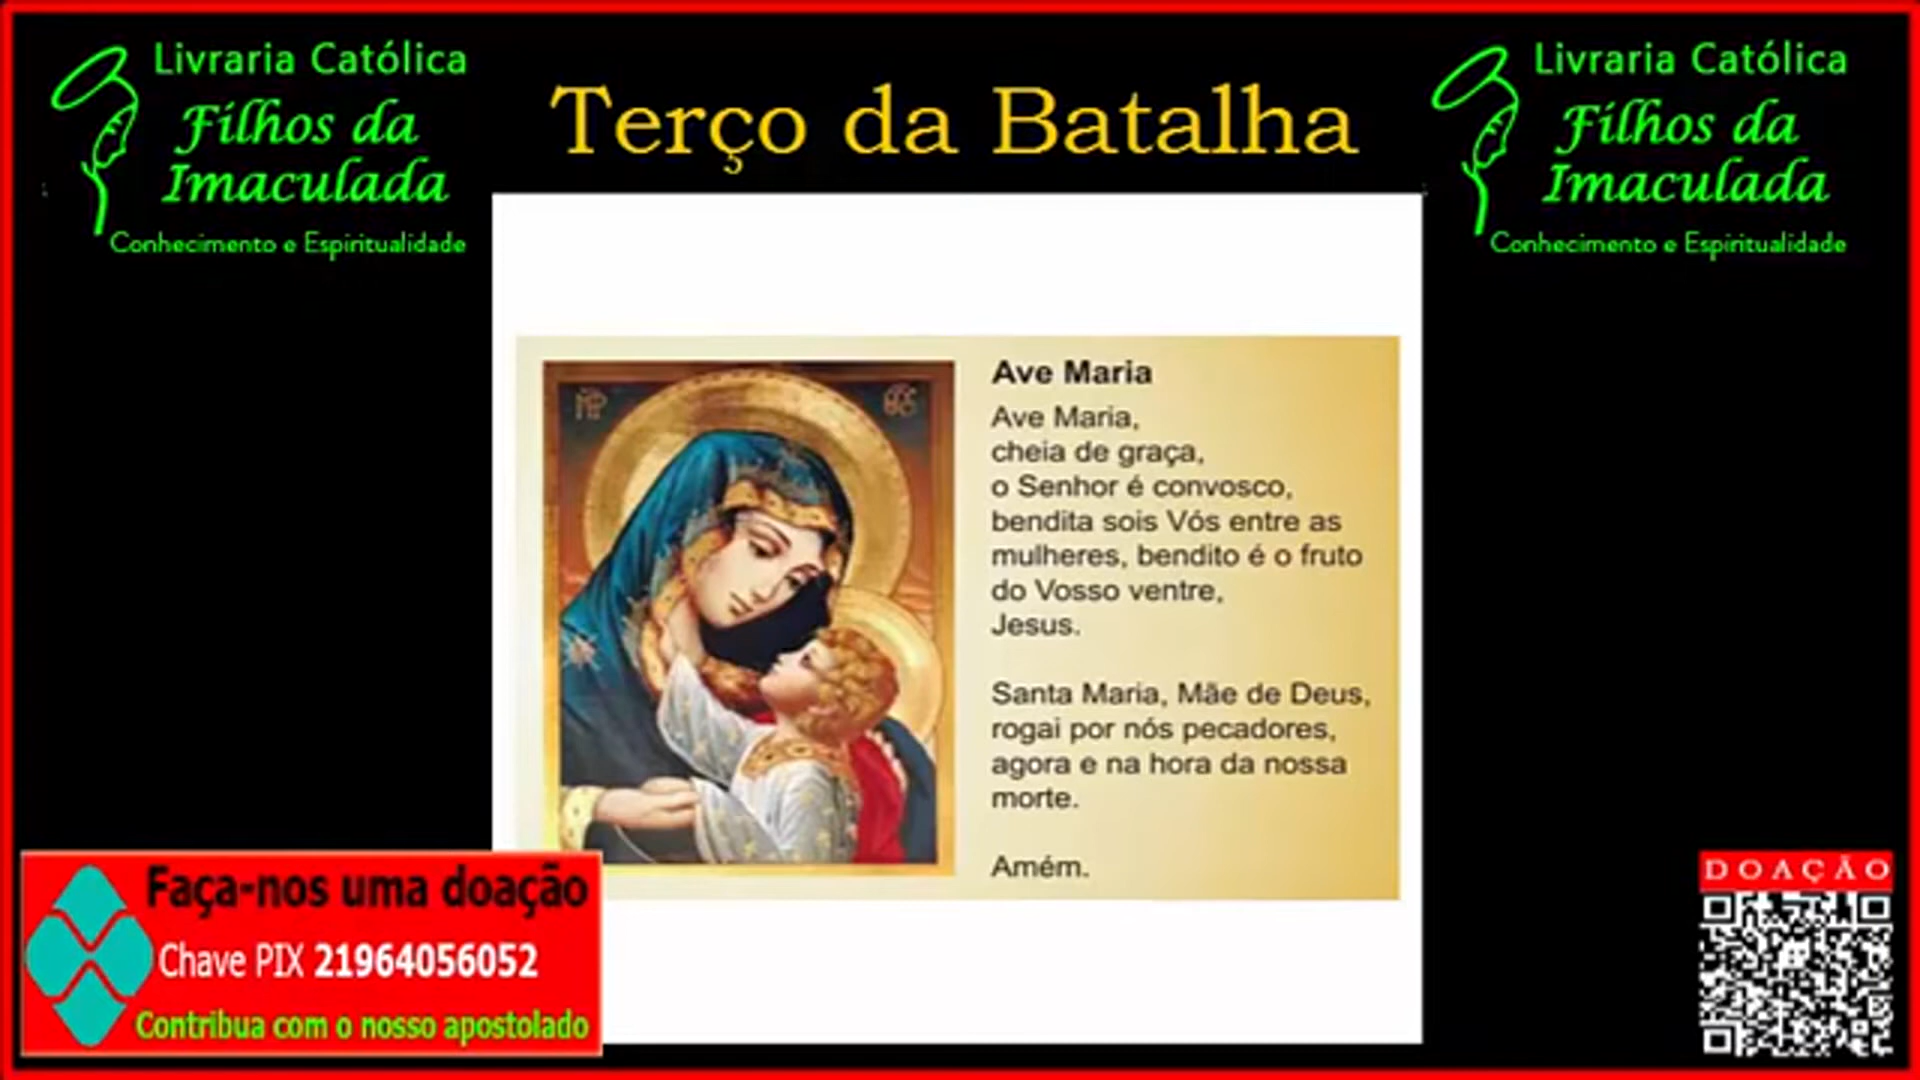 Livraria Católica
Filhos da
Imaculada
Conhecimento e Espiritualidade
Terço da Batalha
Livraria Católica
Filhos da
Imaculada
Conhecimento e Espiritualidade
Ave Maria
Ave Maria,
cheia de graça,
o Senhor é convosco,
bendita sois Vós entre as
mulheres, bendito é o fruto
do Vosso ventre,
Jesus.
Santa Maria, Mãe de Deus,
rogai por nós pecadores,
agora e na hora da nossa
morte.
Amém.
Faça-nos uma doação
Chave PIX 21964056052
Contribua com o nosso apostolado
DOAÇÃO